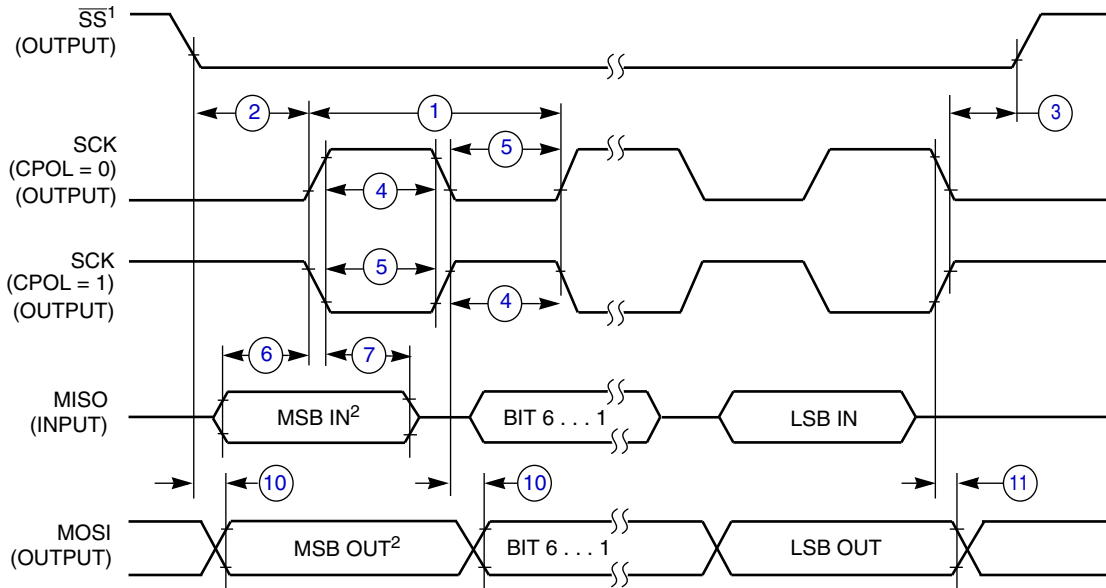 SS¹
(OUTPUT)
2
1
3
5
SCK
(CPOL = 0)
(OUTPUT)
4
SCK
(CPOL = 1)
(OUTPUT)
5
4
6
7
MISO
(INPUT)
MSB IN²
BIT 6 . . . 1
LSB IN
10
10
11
MOSI
(OUTPUT)
MSB OUT²
BIT 6 . . . 1
LSB OUT